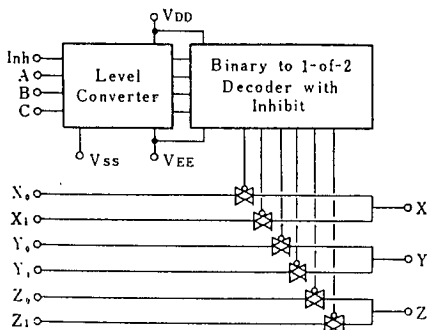 VDD
Inh
A
B
C
Level
Converter
Binary to 1-of-2
Decoder with
Inhibit
VSS
VEE
X0
X1
X
Y0
Y1
Y
Z0
Z1
Z